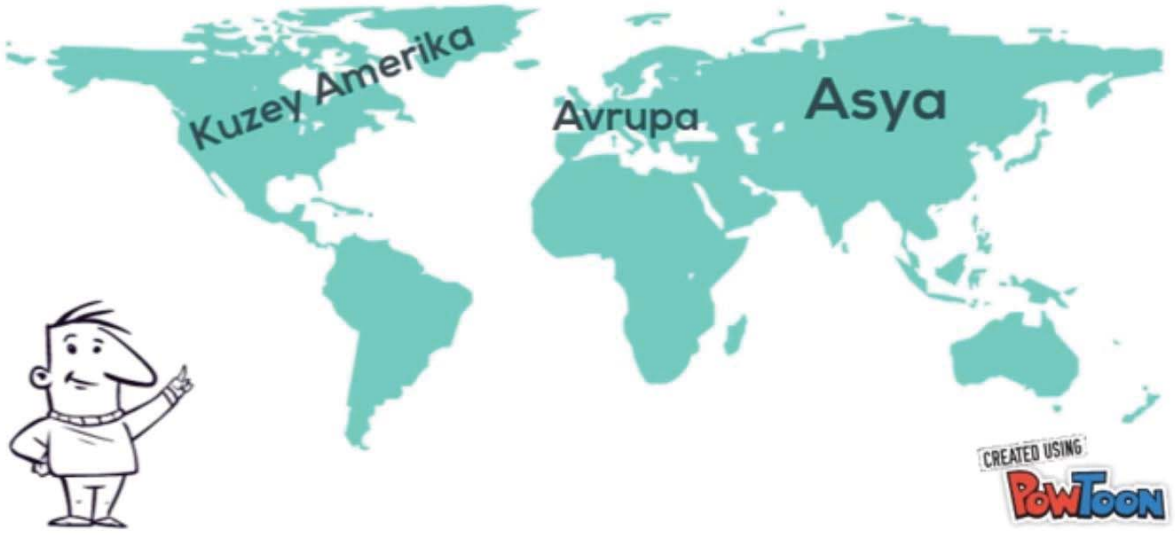 Kuzey Amerika
Avrupa
Asya
CREATED USING
POWTOON